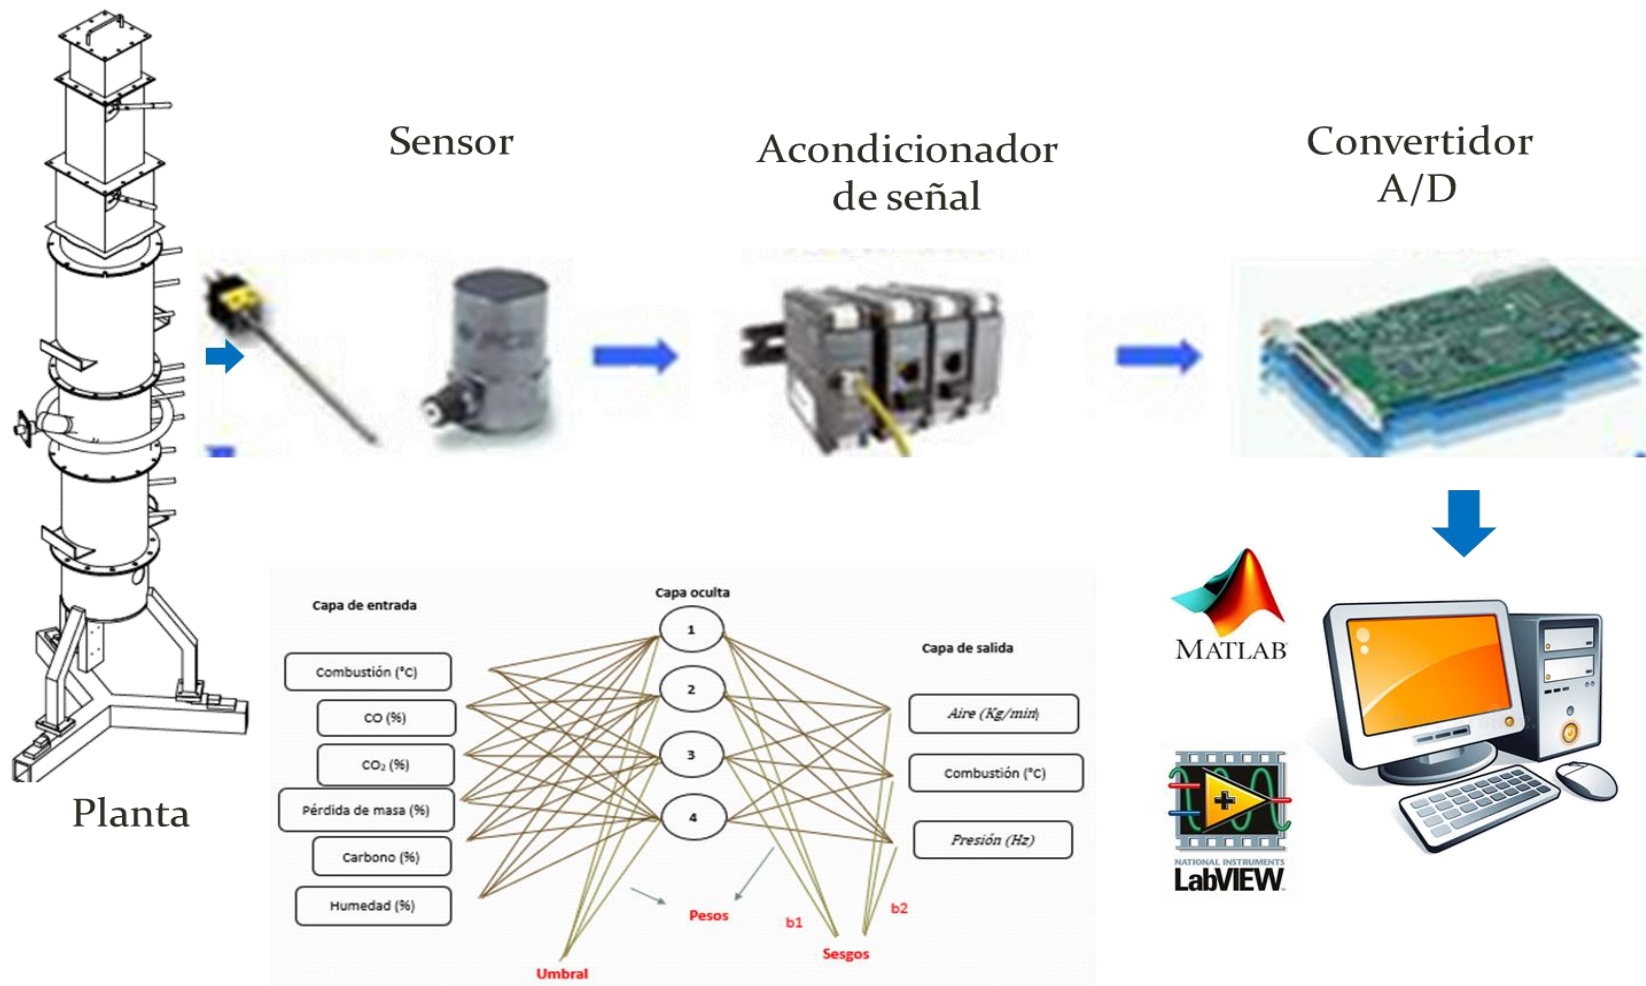 Sensor
Acondicionador
de señal
Convertidor
A/D
Planta
MATLAB
NATIONAL INSTRUMENTS
LabVIEW
Capa de entrada
Capa oculta
Capa de salida
Combustión (°C)
CO (%)
CO₂ (%)
Pérdida de masa (%)
Carbono (%)
Humedad (%)
1
2
3
4
Aire (Kg/min)
Combustión (°C)
Presión (Hz)
Pesos
b1
b2
Sesgos
Umbral